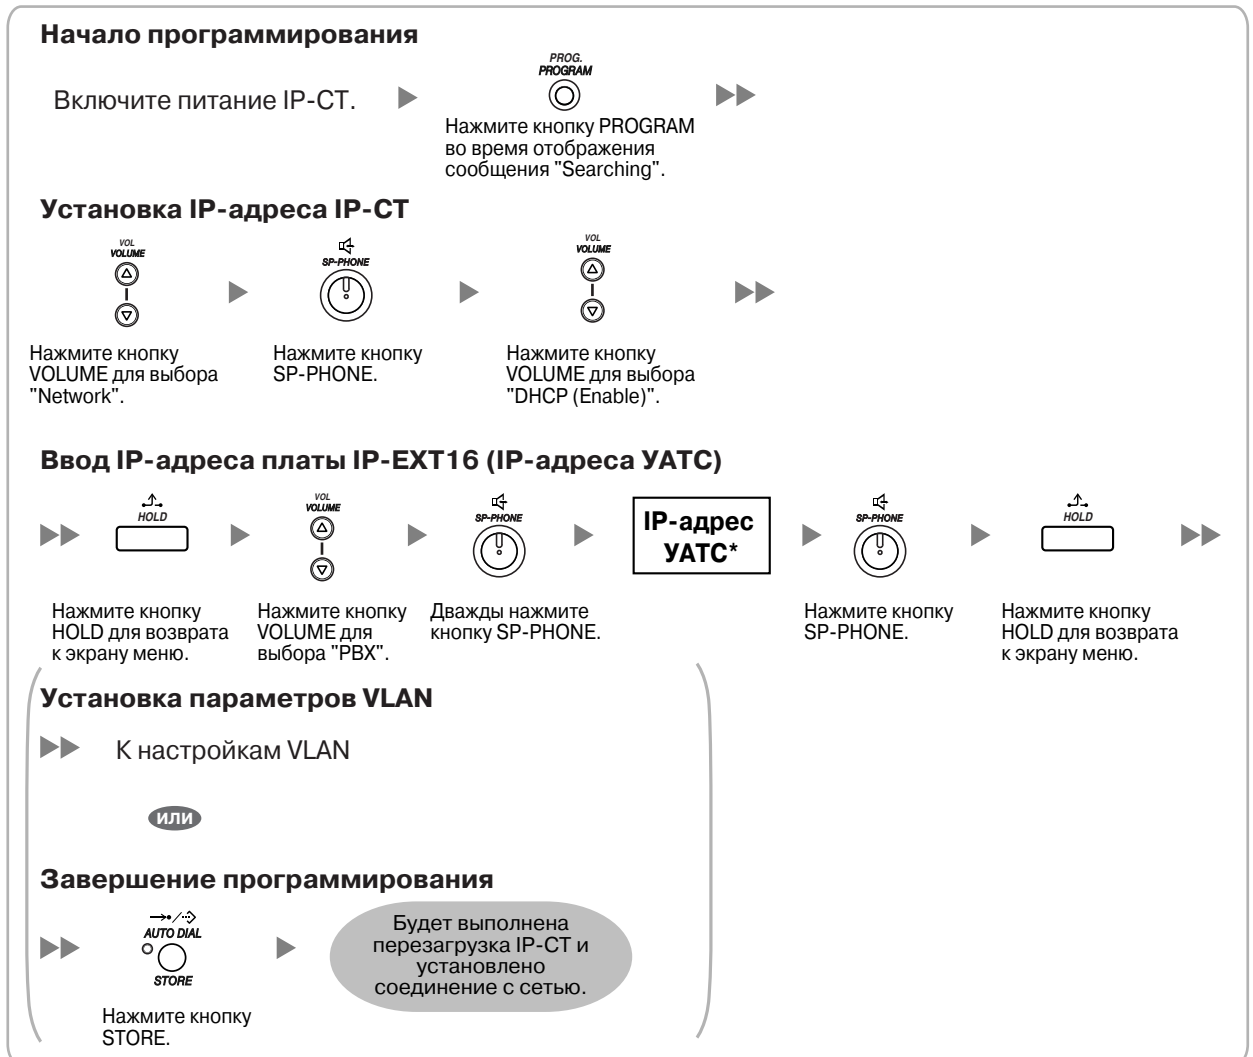 Начало программирования
PROG.
PROGRAM
Включите питание IP-СТ.
Нажмите кнопку PROGRAM
во время отображения
сообщения "Searching".
Установка IP-адреса IP-СТ
VOL
VOLUME
SP-PHONE
VOL
VOLUME
Нажмите кнопку
VOLUME для выбора
"Network".
Нажмите кнопку
SP-PHONE.
Нажмите кнопку
VOLUME для выбора
"DHCP (Enable)".
Ввод IP-адреса платы IP-EXT16 (IP-адреса УАТС)
HOLD
VOL
VOLUME
SP-PHONE
IP-адрес
УАТС*
SP-PHONE
HOLD
Нажмите кнопку
HOLD для возврата
к экрану меню.
Нажмите кнопку
VOLUME для
выбора "PBX".
Дважды нажмите
кнопку SP-PHONE.
Нажмите кнопку
SP-PHONE.
Нажмите кнопку
HOLD для возврата
к экрану меню.
Установка параметров VLAN
К настройкам VLAN
или
Завершение программирования
AUTO DIAL
STORE
Нажмите кнопку
STORE.
Будет выполнена
перезагрузка IP-СТ и
установлено
соединение с сетью.